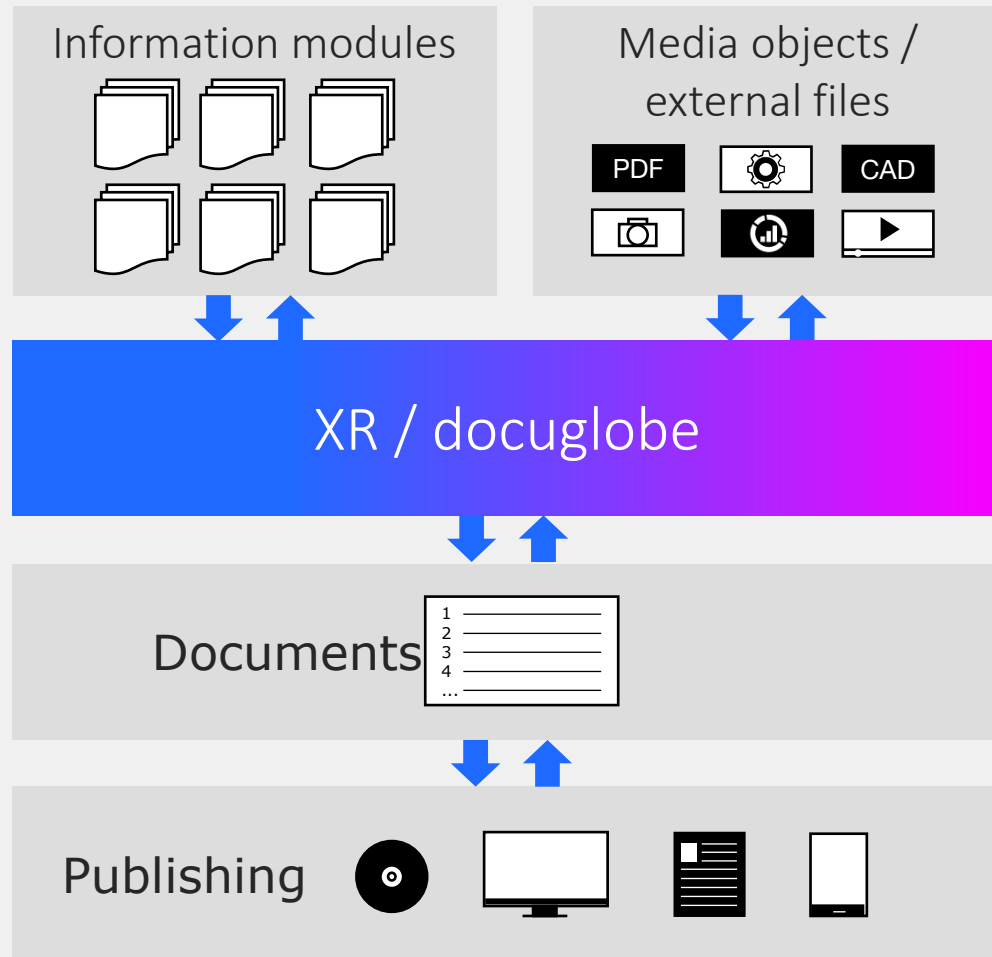 Information modules
Media objects /
external files
PDF
CAD
XR / docuglobe
Documents
1
2
3
4
...
Publishing